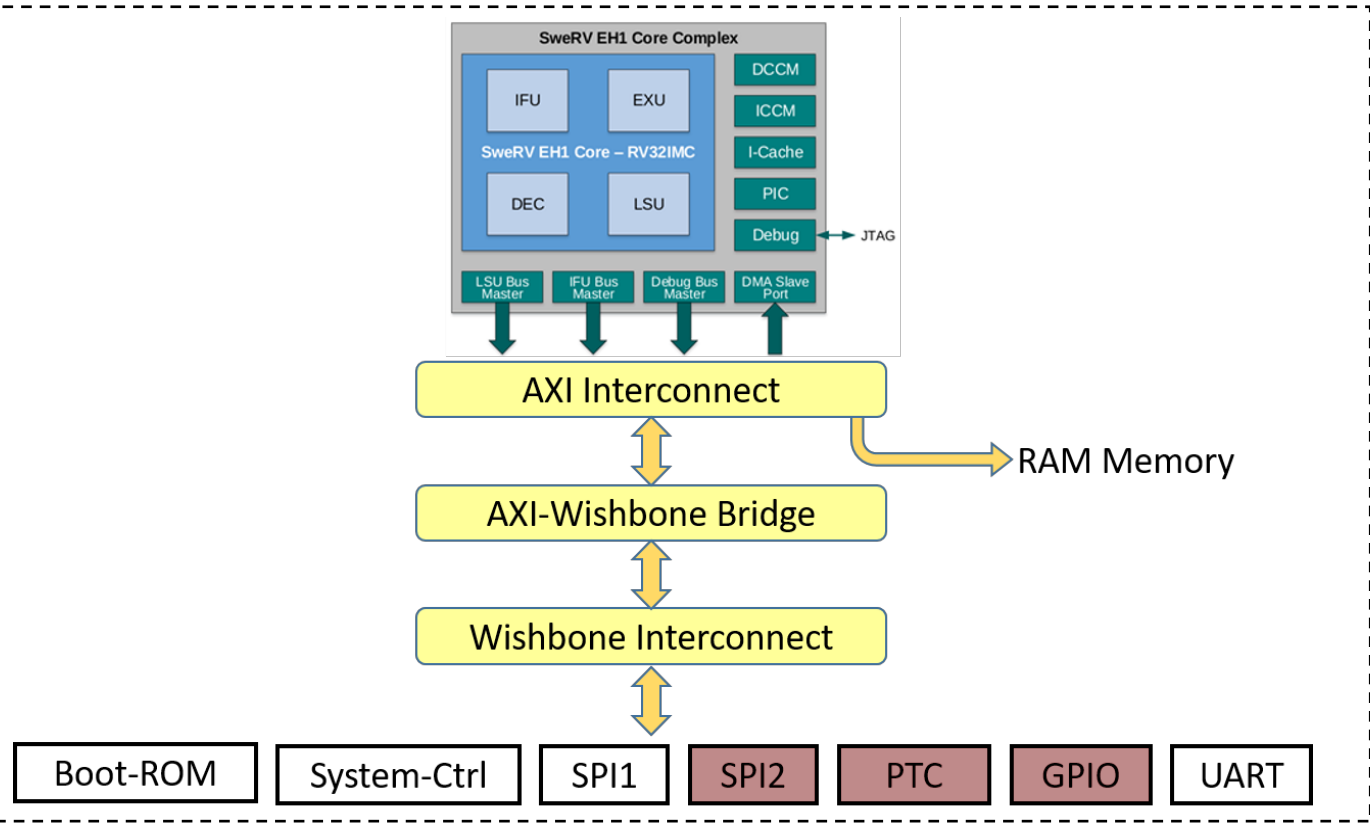 SweRV EH1 Core Complex
IFU
EXU
SweRV EH1 Core – RV32IMC
DEC
LSU
DCCM
ICCM
I-Cache
PIC
Debug
JTAG
LSU Bus
Master
IFU Bus
Master
Debug Bus
Master
DMA Slave
Port
AXI Interconnect
RAM Memory
AXI-Wishbone Bridge
Wishbone Interconnect
Boot-ROM
System-Ctrl
SPI1
SPI2
PTC
GPIO
UART